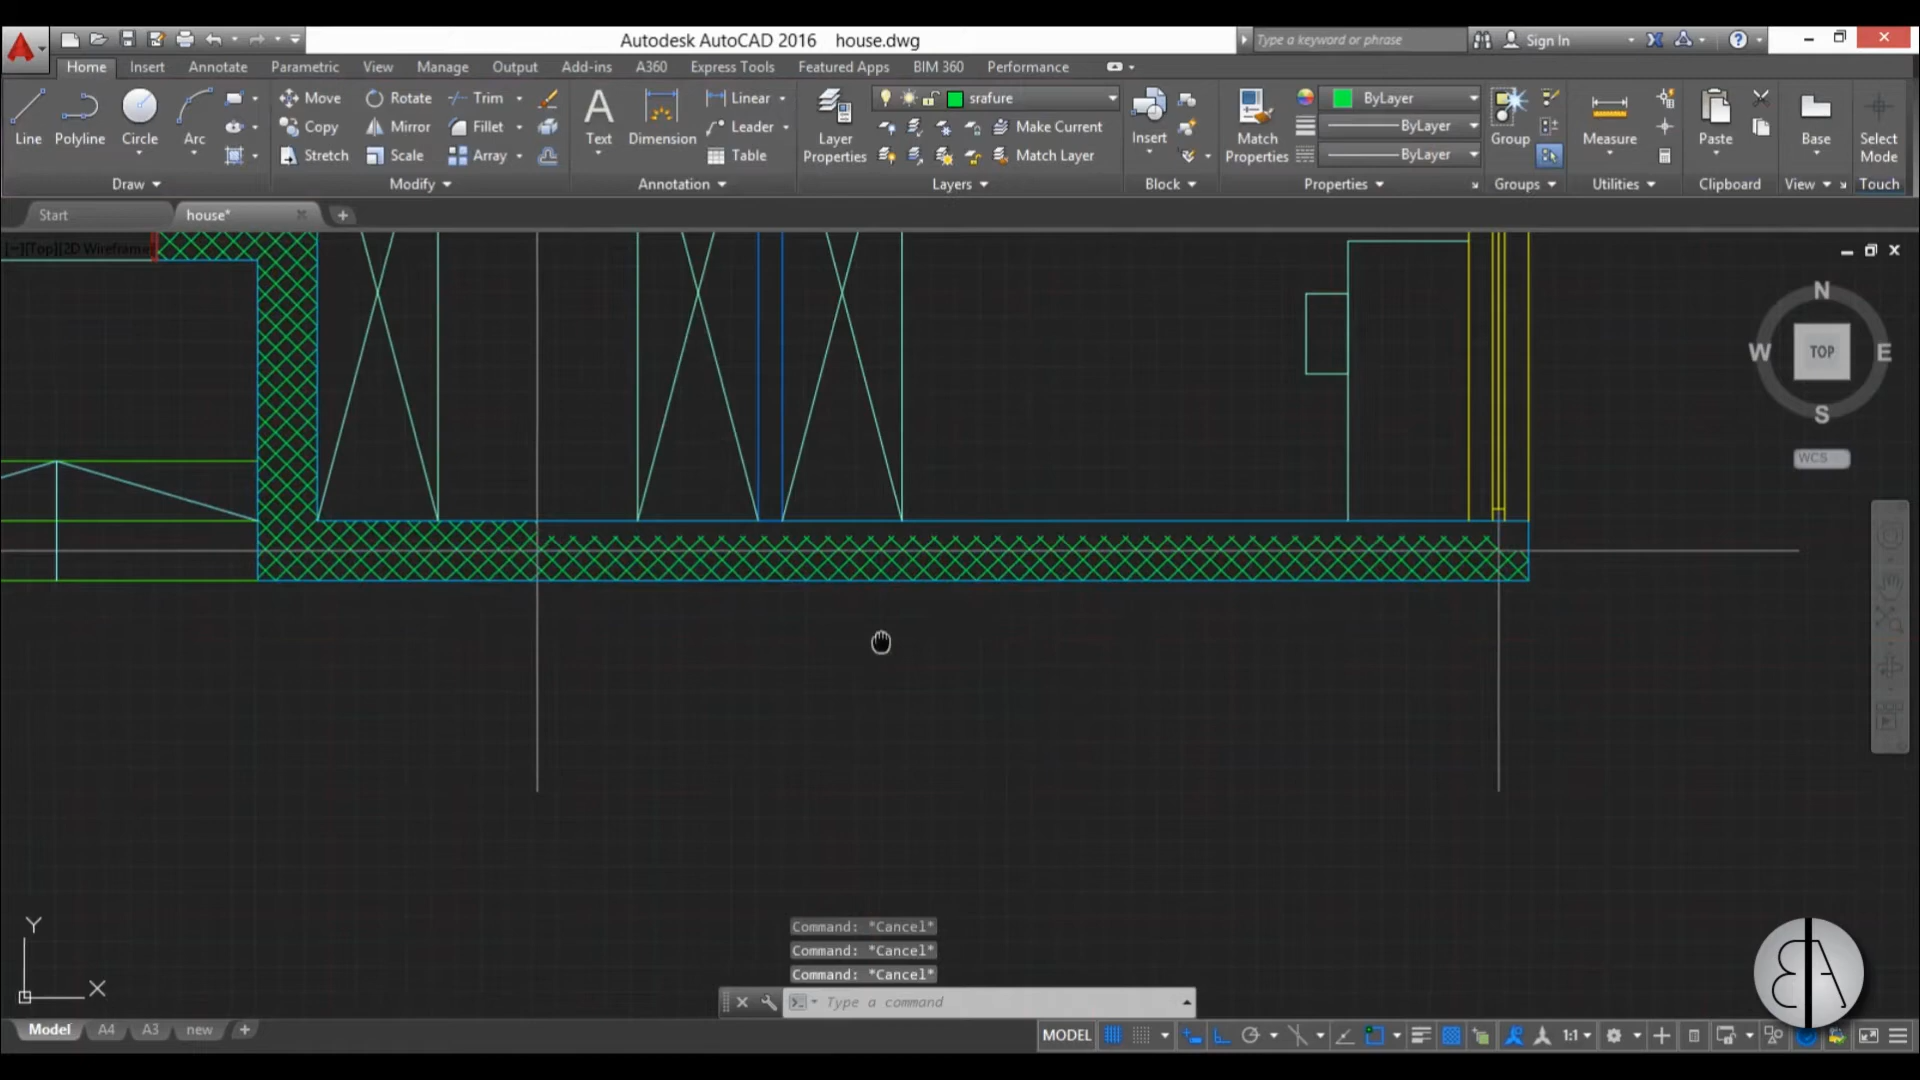 Autodesk AutoCAD 2016 house.dwg
Type a keyword or phrase
Sign In
Home Insert Annotate Parametric View Manage Output Add-ins A360 Express Tools Featured Apps BIM 360 Performance
Line Polyline Circle Arc
Draw
Move Rotate Trim
Copy Mirror Fillet
Stretch Scale Array
Modify
Text Dimension
Linear
Leader
Table
Annotation
Layer Properties
srafure
Make Current
Match Layer
Layers
Insert
Block
Match Properties
ByLayer
ByLayer
ByLayer
Properties
Group
Groups
Measure
Utilities
Paste
Clipboard
Base
View
Select Mode
Touch
Start
house*
[−][Top][2D Wireframe
N
W TOP E
S
WCS
Y
X
Command: *Cancel*
Command: *Cancel*
Command: *Cancel*
Type a command
Model A4 A3 new
MODEL
1:1